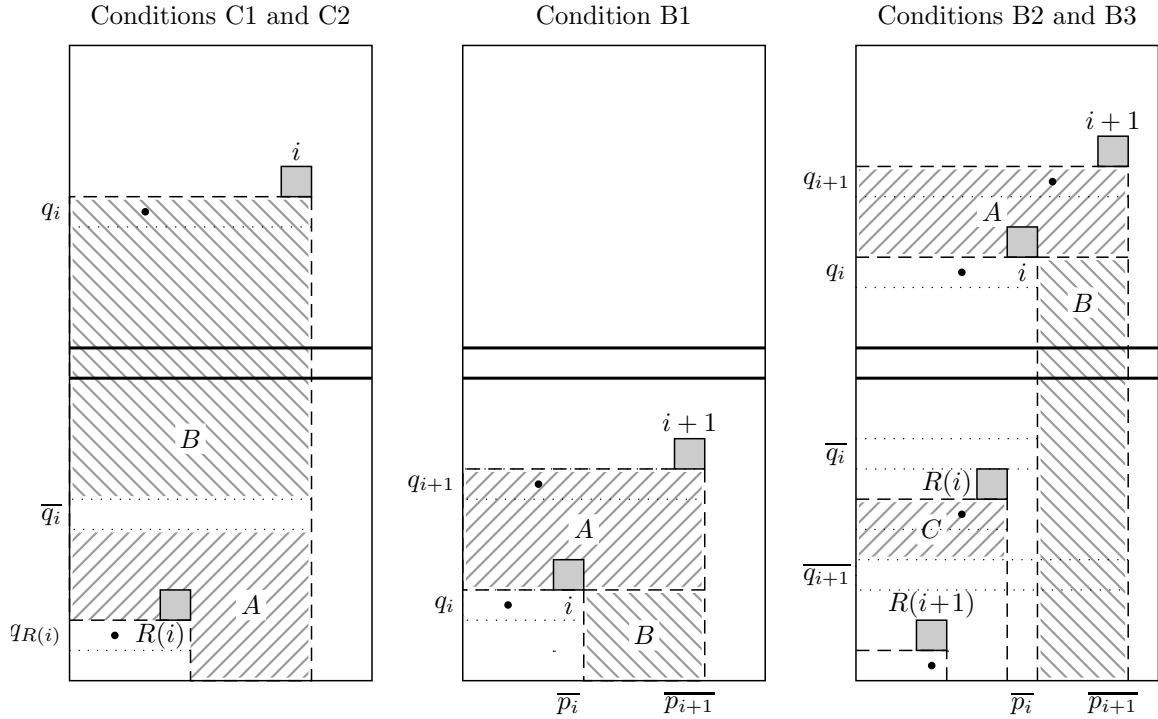 Conditions C1 and C2
i
q_i
B
\overline{q_i}
A
q_{R(i)}
R(i)
Condition B1
i + 1
q_{i+1}
A
q_i
i
B
\overline{p_i}
\overline{p_{i+1}}
Conditions B2 and B3
i + 1
q_{i+1}
A
q_i
i
B
\overline{q_i}
R(i)
C
\overline{q_{i+1}}
R(i+1)
\overline{p_i}
\overline{p_{i+1}}